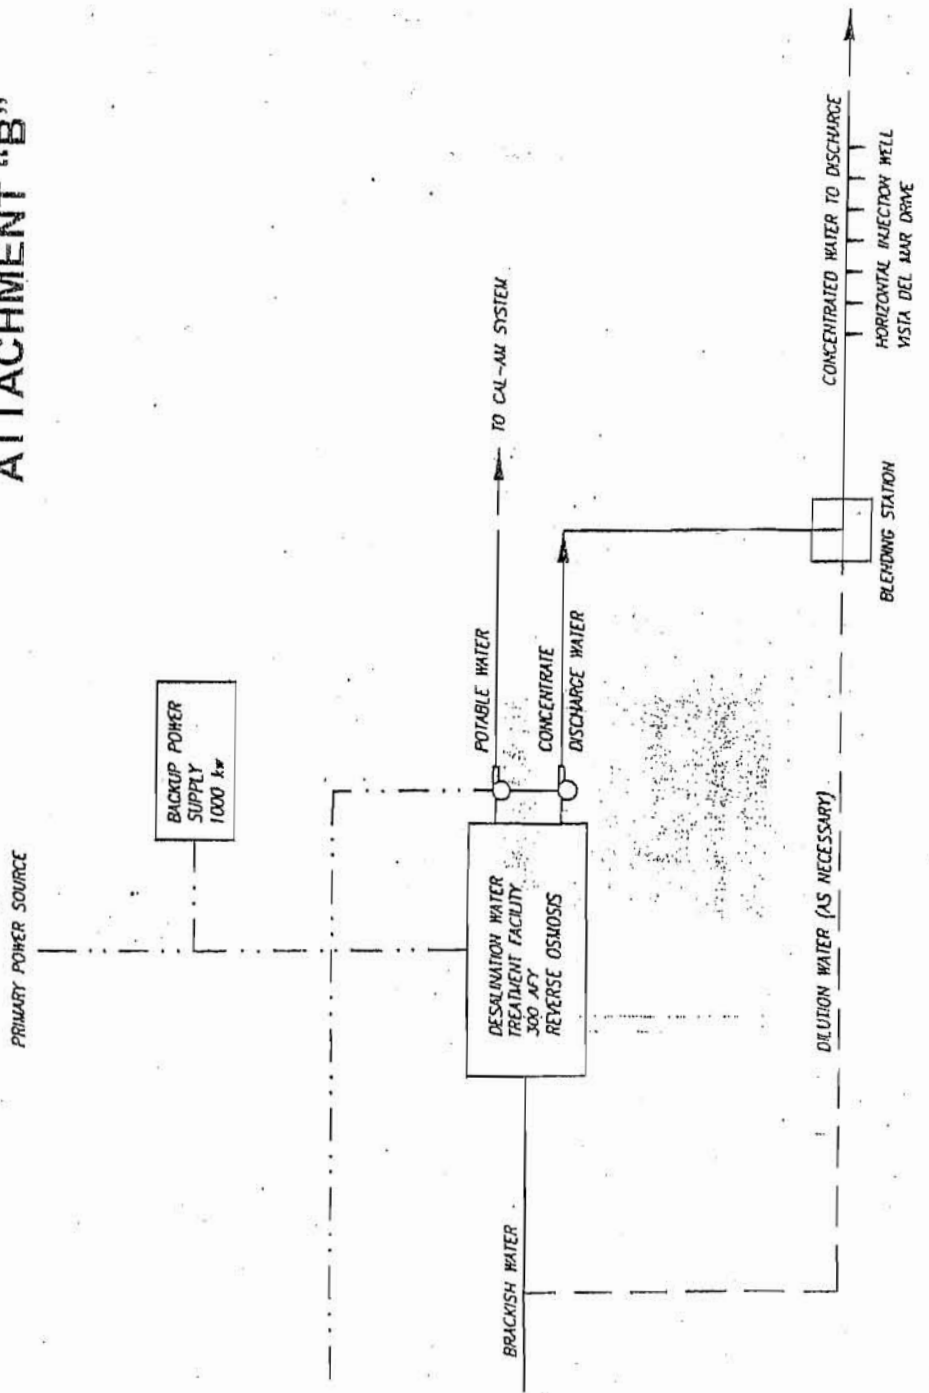 ATTACHMENT "B"
PRIMARY POWER SOURCE
BACKUP POWER
SUPPLY
1000 kw
POTABLE WATER
TO CAL-AM SYSTEM
CONCENTRATE
DISCHARGE WATER
DESALINATION WATER
TREATMENT FACILITY
300 AFY
REVERSE OSMOSIS
BRACKISH WATER
DILUTION WATER (AS NECESSARY)
BLENDING STATION
CONCENTRATED WATER TO DISCHARGE
HORIZONTAL INJECTION WELL
VISTA DEL MAR DRIVE